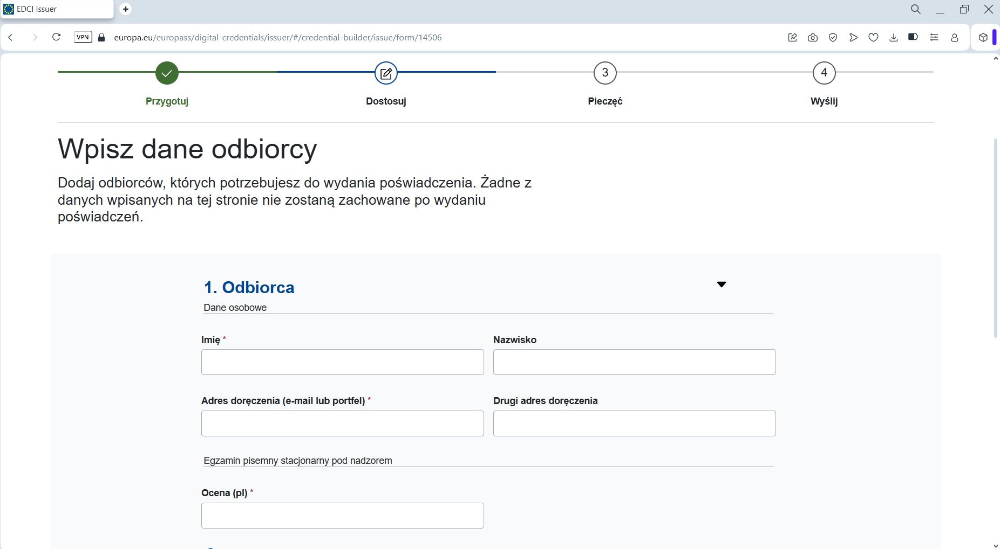 EDCI Issuer
VPN
europa.eu/europass/digital-credentials/issuer/#/credential-builder/issue/form/14506
3
4
Przygotuj
Dostosuj
Pieczęć
Wyślij
Wpisz dane odbiorcy
Dodaj odbiorców, których potrzebujesz do wydania poświadczenia. Żadne z
danych wpisanych na tej stronie nie zostaną zachowane po wydaniu
poświadczeń.
1. Odbiorca
Dane osobowe
Imię *
Nazwisko
Adres doręczenia (e-mail lub portfel) *
Drugi adres doręczenia
Egzamin pisemny stacjonarny pod nadzorem
Ocena (pl) *